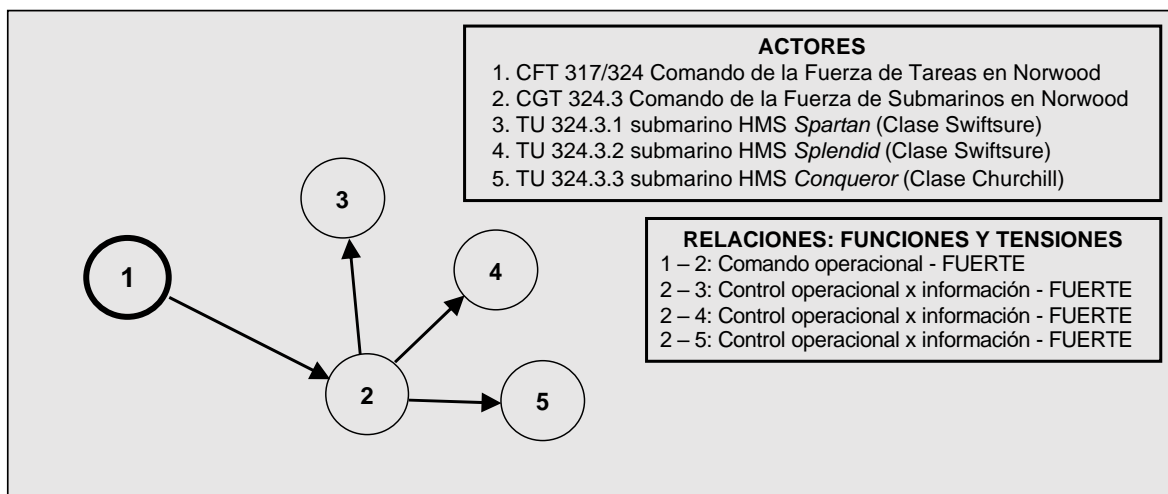 ACTORES
1. CFT 317/324 Comando de la Fuerza de Tareas en Norwood
2. CGT 324.3 Comando de la Fuerza de Submarinos en Norwood
3. TU 324.3.1 submarino HMS Spartan (Clase Swiftsure)
4. TU 324.3.2 submarino HMS Splendid (Clase Swiftsure)
5. TU 324.3.3 submarino HMS Conqueror (Clase Churchill)
RELACIONES: FUNCIONES Y TENSIONES
1 – 2: Comando operacional - FUERTE
2 – 3: Control operacional x información - FUERTE
2 – 4: Control operacional x información - FUERTE
2 – 5: Control operacional x información - FUERTE
3
4
1
2
5